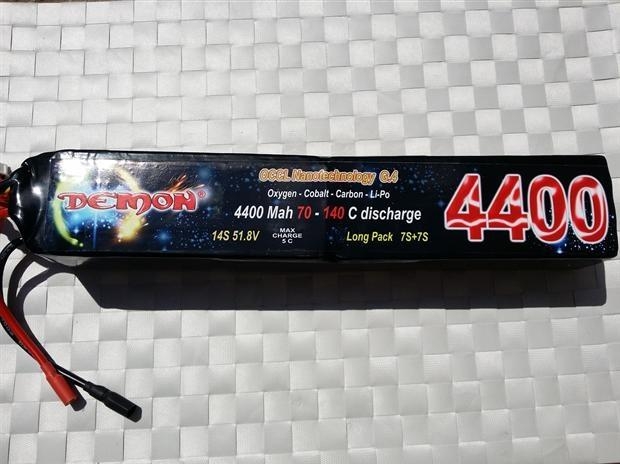 DEMON®
OCCL Nanotechnology G.4
Oxygen - Cobalt - Carbon - Li-Po
4400 Mah 70 - 140 C discharge
14S 51.8V
MAX
CHARGE
5 C
Long Pack 7S+7S
4400